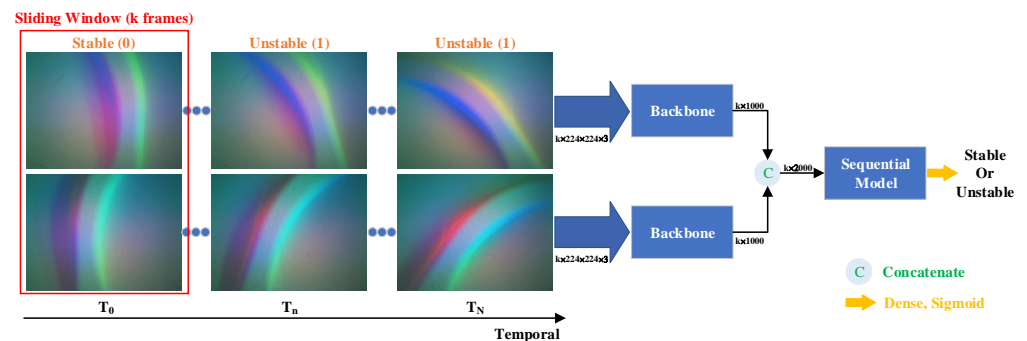 Sliding Window (k frames)
Stable (0)
Unstable (1)
Unstable (1)
Backbone
k×224×224×3
k×1000
C
k×2000
Sequential
Model
Stable
Or
Unstable
Backbone
k×224×224×3
k×1000
C Concatenate
Dense, Sigmoid
T0
Tn
TN
Temporal